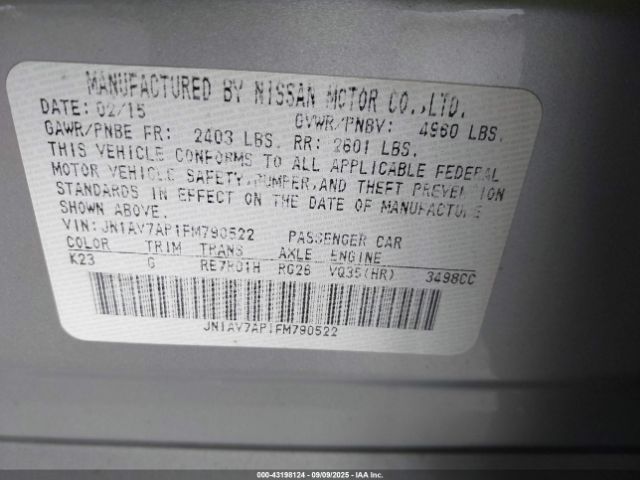 MANUFACTURED BY NISSAN MOTOR CO.,LTD.
DATE: 02/15 GVWR/PNBV: 4960 LBS.
GAWR/PNBE FR: 2403 LBS. RR: 2601 LBS.
THIS VEHICLE CONFORMS TO ALL APPLICABLE FEDERAL
MOTOR VEHICLE SAFETY,BUMPER,AND THEFT PREVENTION
STANDARDS IN EFFECT ON THE DATE OF MANUFACTURE
SHOWN ABOVE.
VIN: JN1AV7AP1FM790522 PASSENGER CAR
COLOR TRIM TRANS AXLE ENGINE
K23 G RE7R01H RG26 VQ35(HR) 3498CC
JN1AV7AP1FM790522
000-43198124 - 09/09/2025 - IAA Inc.